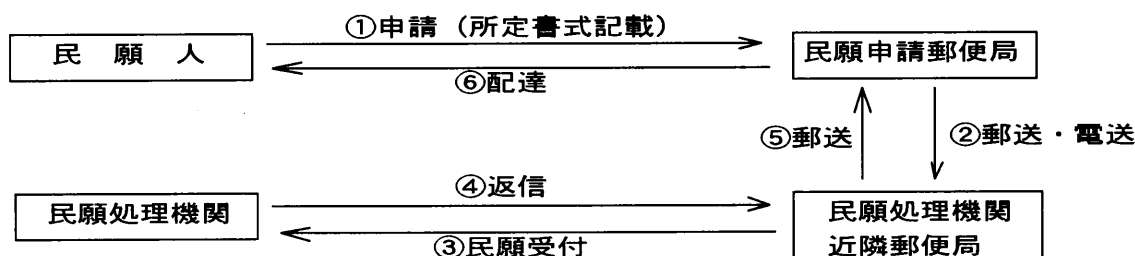 ①申請（所定書式記載）
民 願 人
民願申請郵便局
⑥配達
⑤郵送
②郵送・電送
④返信
民願処理機関
民願処理機関
近隣郵便局
③民願受付